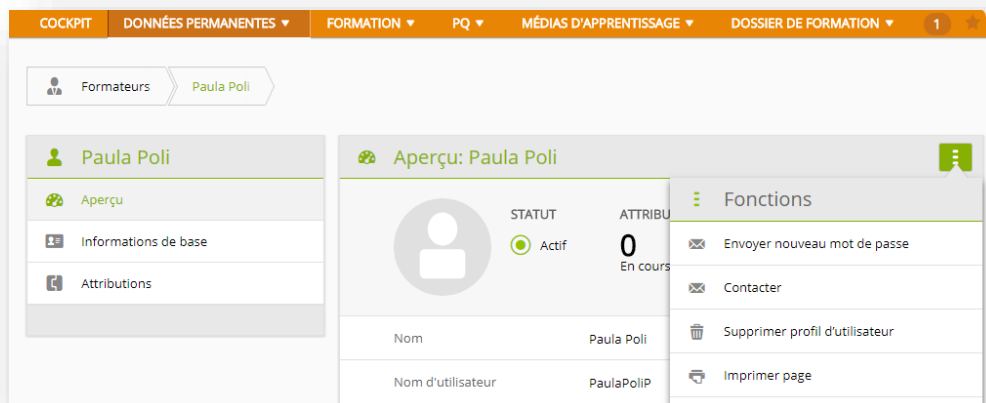 COCKPIT DONNÉES PERMANENTES FORMATION PQ MÉDIAS D'APPRENTISSAGE DOSSIER DE FORMATION 1
Formateurs Paula Poli
Paula Poli
Aperçu
Informations de base
Attributions
Aperçu: Paula Poli
STATUT
Actif
ATTRIBU
0
En cours
Nom Paula Poli
Nom d'utilisateur PaulaPoliP
Fonctions
Envoyer nouveau mot de passe
Contacter
Supprimer profil d'utilisateur
Imprimer page